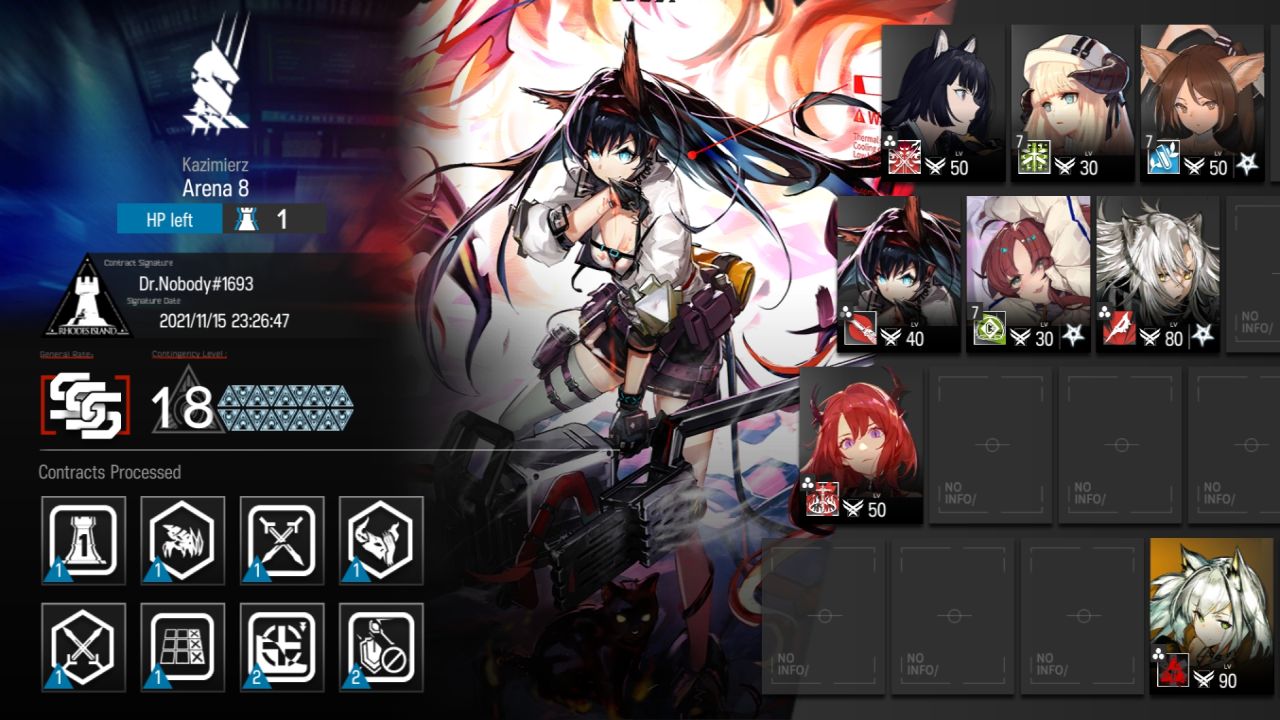 Kazimierz
Arena 8
HP left 1
Contract Signature
Dr.Nobody#1693
Signature Date
2021/11/15 23:26:47
RHODES ISLAND
General Rate:
Contingency Level :
SSS
18
Contracts Processed
1
1 1 1 1
1 1 2 2
LV 50
7 LV 30
7 LV 50
LV 40
7 LV 30
LV 80
NO
INFO/
LV 50
NO
INFO/
NO
INFO/
NO
INFO/
NO
INFO/
NO
INFO/
NO
INFO/
LV 90